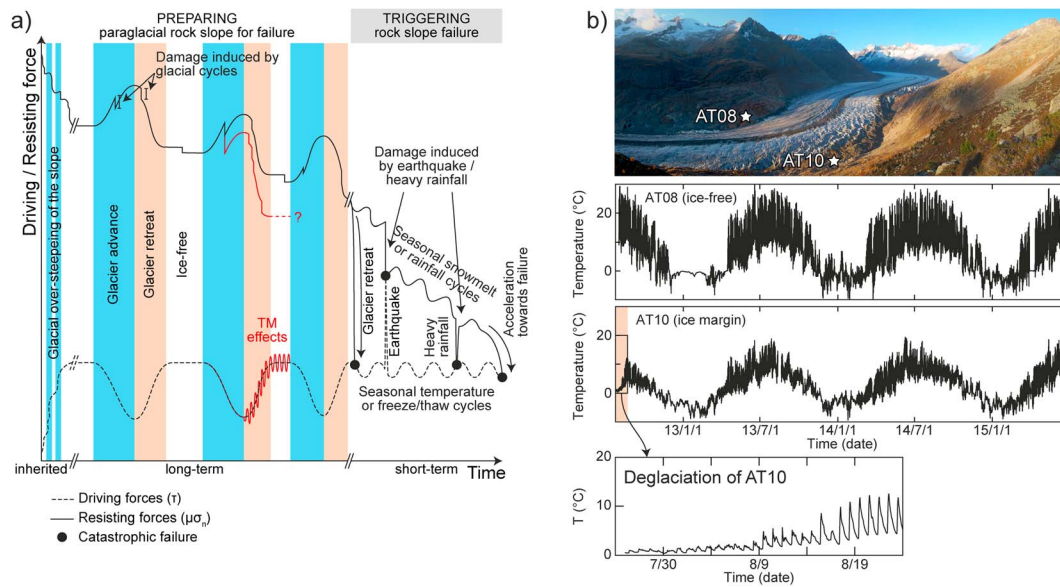 a)
PREPARING
paraglacial rock slope for failure
TRIGGERING
rock slope failure
Driving / Resisting force
Damage induced by
glacial cycles
Glacial over-steeping of the slope
Glacier advance
Glacier retreat
Ice-free
?
TM
effects
Damage induced
by earthquake /
heavy rainfall
Seasonal snowmelt
or rainfall cycles
Glacier retreat
Earthquake
Heavy
rainfall
Acceleration
towards failure
Seasonal temperature
or freeze/thaw cycles
inherited
long-term
short-term
Time
Driving forces (τ)
Resisting forces (μσn)
Catastrophic failure
b)
AT08
AT10
AT08 (ice-free)
Temperature (°C)
20
0
AT10 (ice margin)
Temperature (°C)
20
0
13/1/1
13/7/1
14/1/1
14/7/1
15/1/1
Time (date)
Deglaciation of AT10
T (°C)
20
10
0
7/30
8/9
8/19
Time (date)